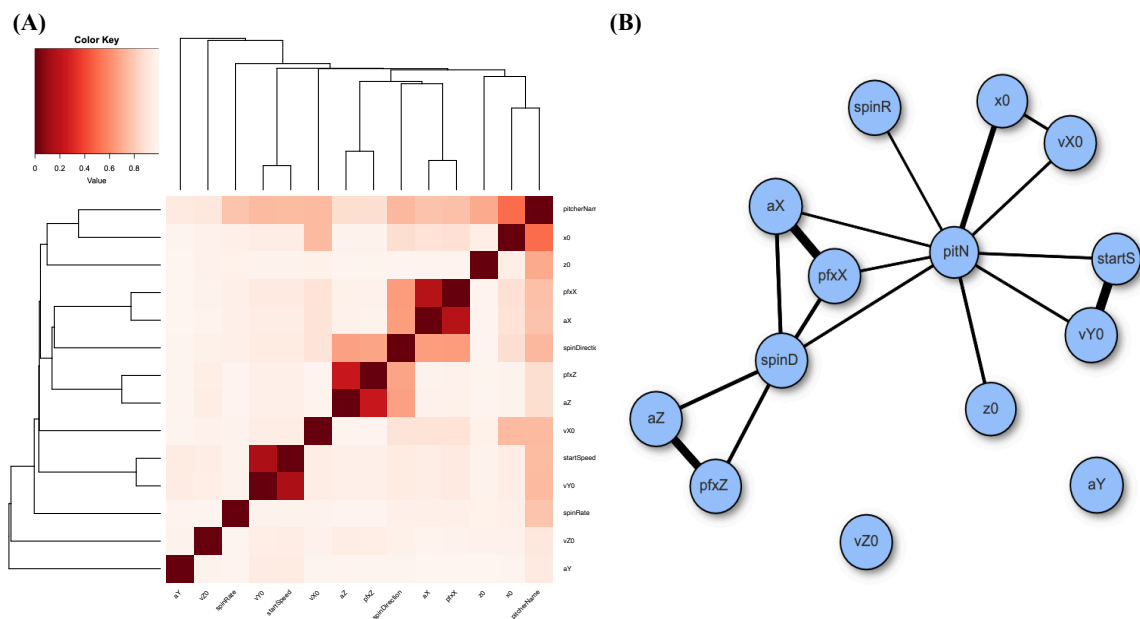 (A)
Color Key
0 0.2 0.4 0.6 0.8
Value
pitcherNam
x0
z0
pfxX
aX
spinDirectio
pfxZ
aZ
vX0
startSpeed
vY0
spinRate
vZ0
aY
aY vZ0 spinRate vY0 startSpeed vX0 aZ pfxZ spinDirection aX pfxX z0 x0 pitcherName
(B)
spinR
x0
vX0
aX
pitN
startS
pfxX
vY0
spinD
z0
aZ
pfxZ
aY
vZ0